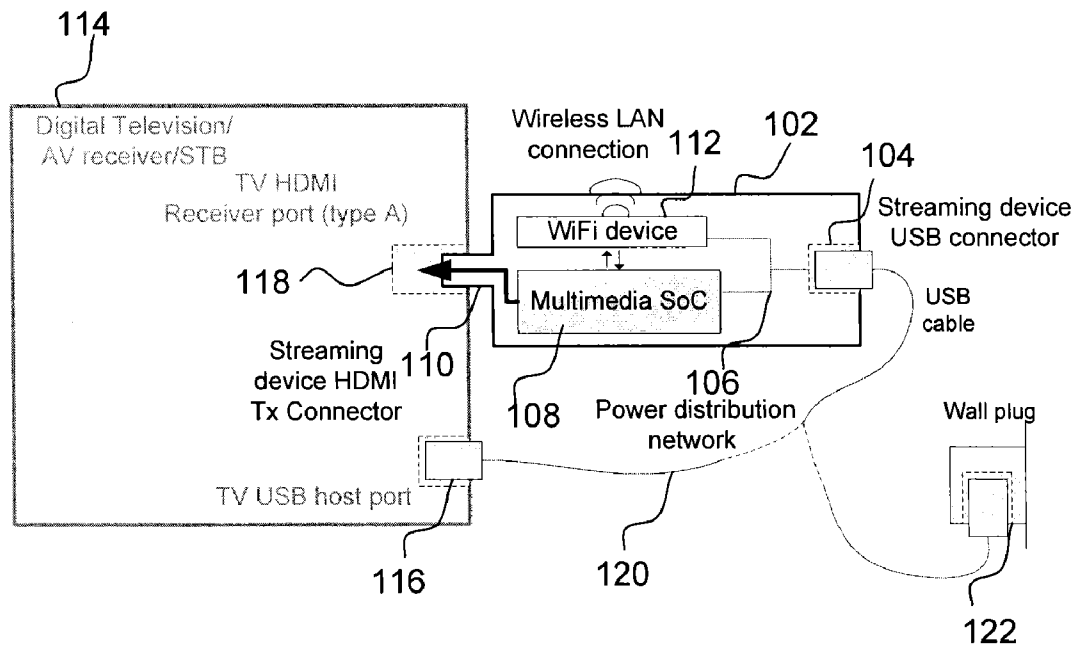 114
Digital Television/
AV receiver/STB
TV HDMI
Receiver port (type A)
118
Wireless LAN
connection
112
102
104
WiFi device
Streaming device
USB connector
Multimedia SoC
USB
cable
Streaming
device HDMI
Tx Connector
110
108
106
Power distribution
network
Wall plug
TV USB host port
116
120
122